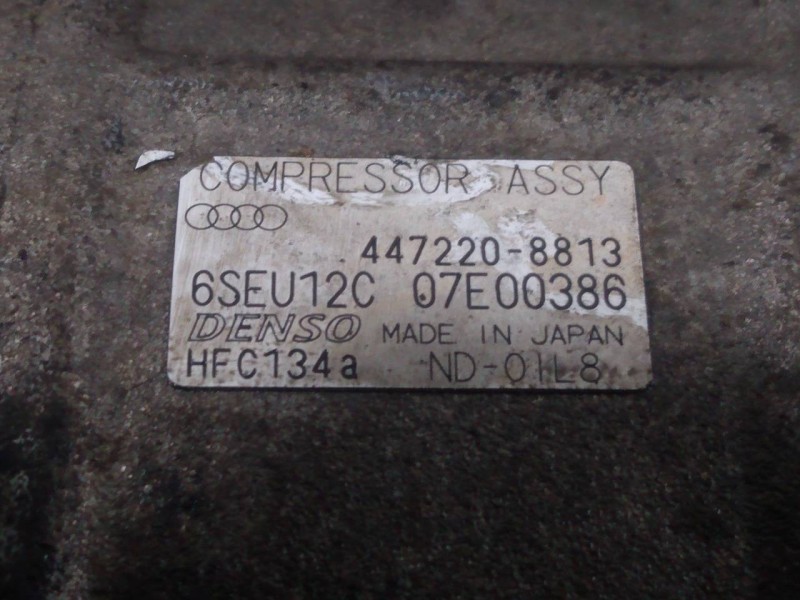 COMPRESSOR ASSY
447220-8813
6SEU12C 07E00386
DENSO MADE IN JAPAN
HFC134a ND-OIL8